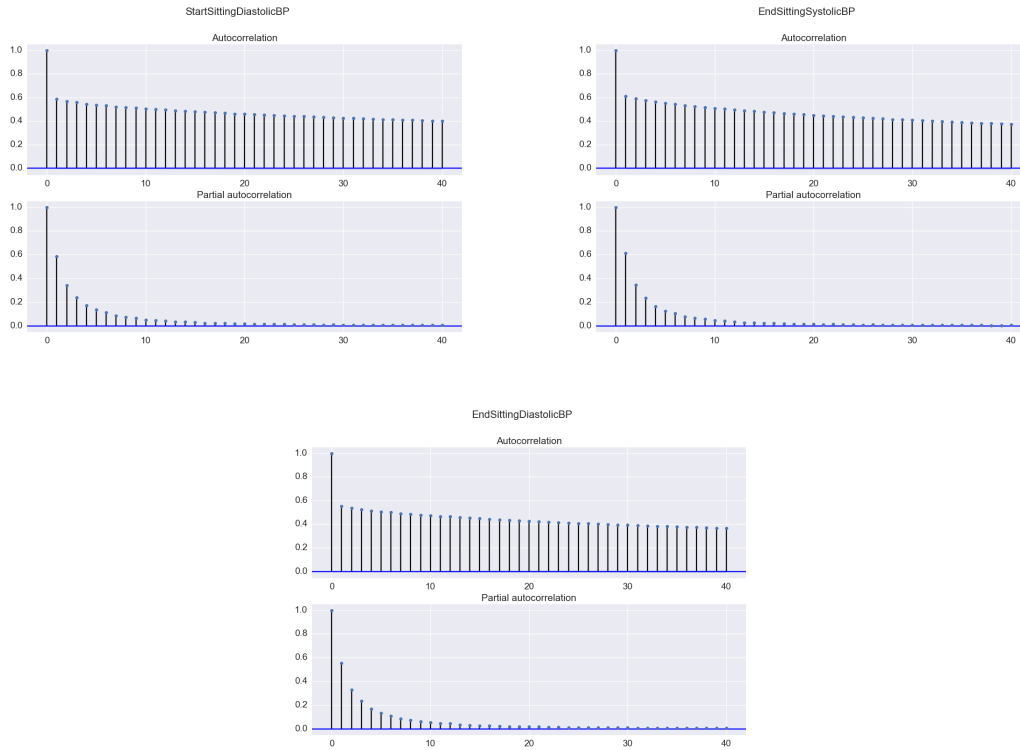 StartSittingDiastolicBP
Autocorrelation
1.0
0.8
0.6
0.4
0.2
0.0
0 10 20 30 40
Partial autocorrelation
1.0
0.8
0.6
0.4
0.2
0.0
0 10 20 30 40
EndSittingSystolicBP
Autocorrelation
1.0
0.8
0.6
0.4
0.2
0.0
0 10 20 30 40
Partial autocorrelation
1.0
0.8
0.6
0.4
0.2
0.0
0 10 20 30 40
EndSittingDiastolicBP
Autocorrelation
1.0
0.8
0.6
0.4
0.2
0.0
0 10 20 30 40
Partial autocorrelation
1.0
0.8
0.6
0.4
0.2
0.0
0 10 20 30 40